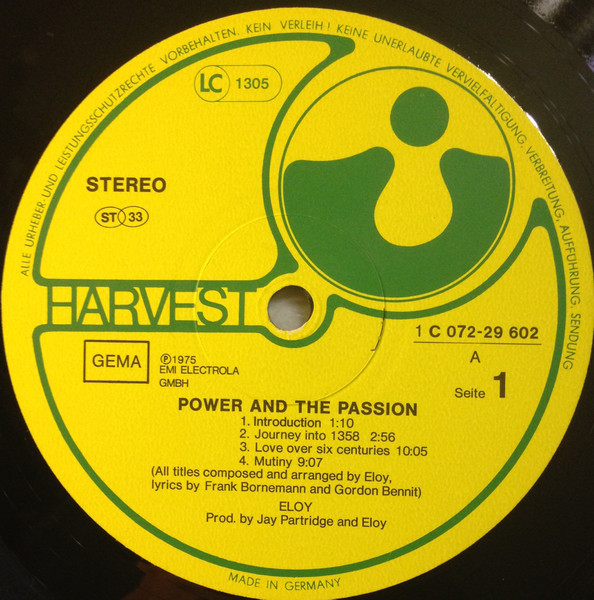 ALLE URHEBER- UND LEISTUNGSSCHUTZRECHTE VORBEHALTEN. KEIN VERLEIH! KEINE UNERLAUBTE VERVIELFÄLTIGUNG, VERBREITUNG, AUFFÜHRUNG, SENDUNG
LC 1305
STEREO
ST 33
HARVEST
1 C 072-29 602
A
Seite 1
GEMA
Ⓟ1975
EMI ELECTROLA
GMBH
POWER AND THE PASSION
1. Introduction 1:10
2. Journey into 1358 2:56
3. Love over six centuries 10:05
4. Mutiny 9:07
(All titles composed and arranged by Eloy,
lyrics by Frank Bornemann and Gordon Bennit)
ELOY
Prod. by Jay Partridge and Eloy
MADE IN GERMANY